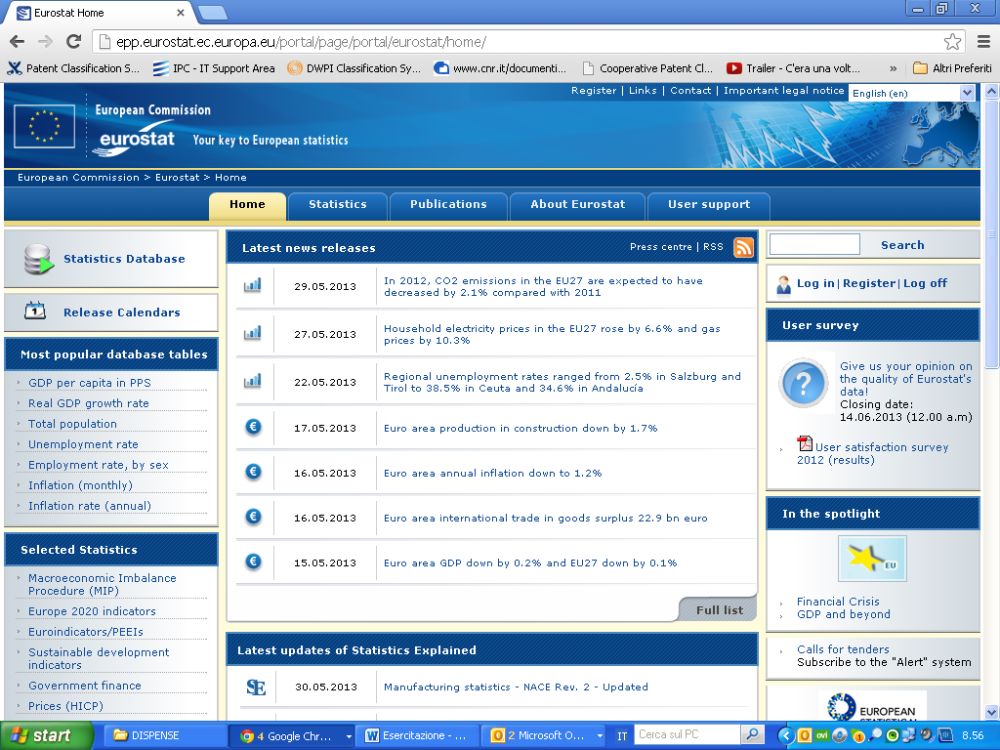 Eurostat Home
epp.eurostat.ec.europa.eu/portal/page/portal/eurostat/home/
Patent Classification S...
IPC - IT Support Area
DWPI Classification Sy...
www.cnr.it/documenti...
Cooperative Patent Cl...
Trailer - C'era una volt...
»
Altri Preferiti
Register | Links | Contact | Important legal notice
English (en)
European Commission
eurostat
Your key to European statistics
European Commission > Eurostat > Home
Home
Statistics
Publications
About Eurostat
User support
Statistics Database
Release Calendars
Most popular database tables
GDP per capita in PPS
Real GDP growth rate
Total population
Unemployment rate
Employment rate, by sex
Inflation (monthly)
Inflation rate (annual)
Selected Statistics
Macroeconomic Imbalance
Procedure (MIP)
Europe 2020 indicators
Euroindicators/PEEIs
Sustainable development
indicators
Government finance
Prices (HICP)
Latest news releases
Press centre | RSS
29.05.2013
In 2012, CO2 emissions in the EU27 are expected to have
decreased by 2.1% compared with 2011
27.05.2013
Household electricity prices in the EU27 rose by 6.6% and gas
prices by 10.3%
22.05.2013
Regional unemployment rates ranged from 2.5% in Salzburg and
Tirol to 38.5% in Ceuta and 34.6% in Andalucía
€
17.05.2013
Euro area production in construction down by 1.7%
€
16.05.2013
Euro area annual inflation down to 1.2%
€
16.05.2013
Euro area international trade in goods surplus 22.9 bn euro
€
15.05.2013
Euro area GDP down by 0.2% and EU27 down by 0.1%
Full list
Latest updates of Statistics Explained
SE
30.05.2013
Manufacturing statistics - NACE Rev. 2 - Updated
Search
Log in | Register | Log off
User survey
?
Give us your opinion on
the quality of Eurostat's
data!
Closing date:
14.06.2013 (12.00 a.m)
User satisfaction survey
2012 (results)
In the spotlight
EU
Financial Crisis
GDP and beyond
Calls for tenders
Subscribe to the "Alert" system
EUROPEAN
start
DISPENSE
4 Google Chr...
Esercitazione - ...
2 Microsoft O...
IT
Cerca sul PC
ovi
8.56